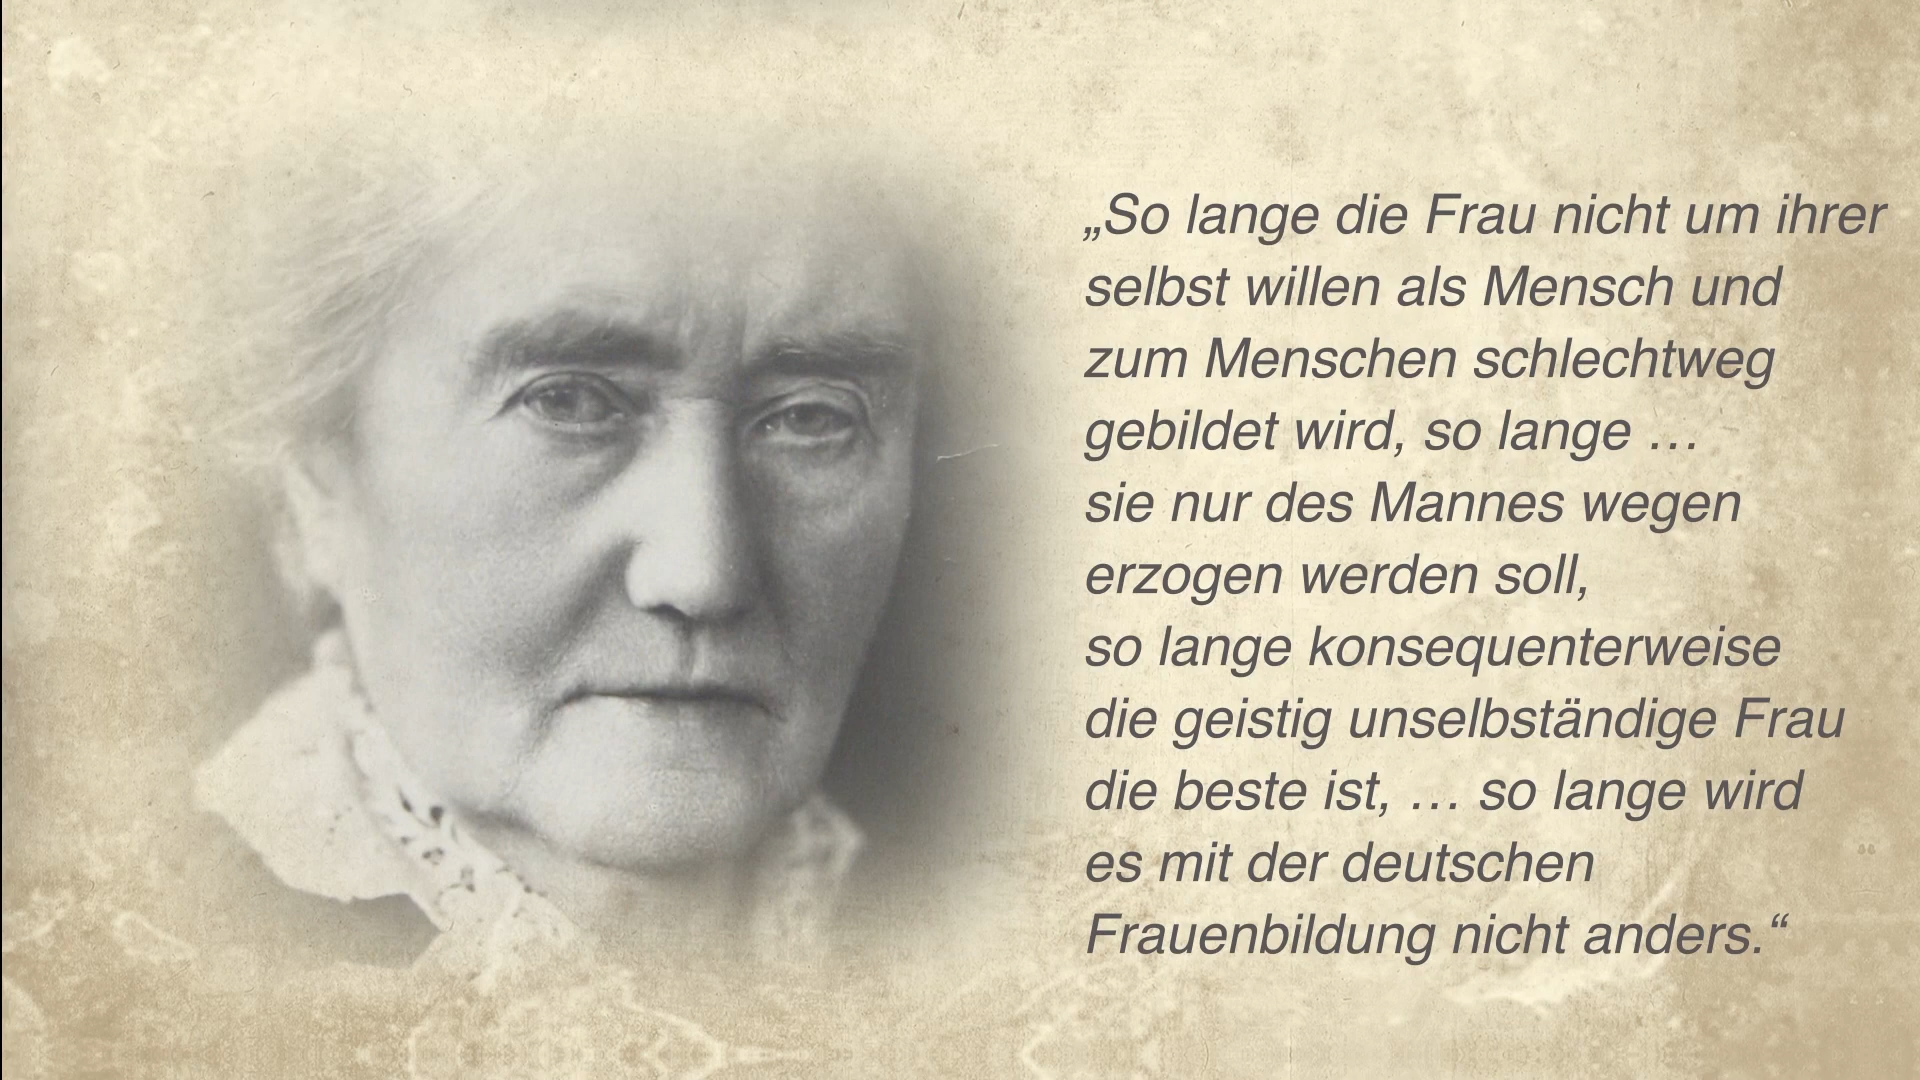 „So lange die Frau nicht um ihrer
selbst willen als Mensch und
zum Menschen schlechtweg
gebildet wird, so lange …
sie nur des Mannes wegen
erzogen werden soll,
so lange konsequenterweise
die geistig unselbständige Frau
die beste ist, … so lange wird
es mit der deutschen
Frauenbildung nicht anders.“